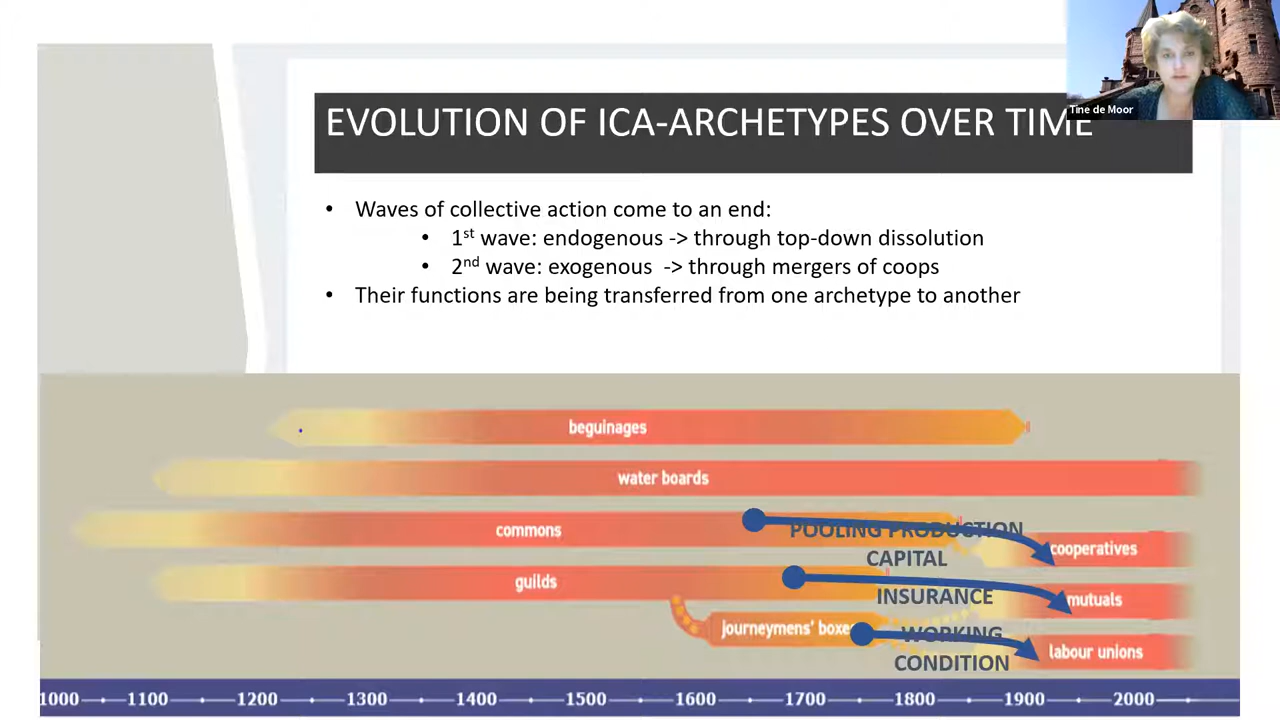 Tine de Moor
EVOLUTION OF ICA-ARCHETYPES OVER TIME
• Waves of collective action come to an end:
• 1st wave: endogenous -> through top-down dissolution
• 2nd wave: exogenous -> through mergers of coops
• Their functions are being transferred from one archetype to another
beguinages
water boards
commons
POOLING PRODUCTION
CAPITAL
cooperatives
guilds
INSURANCE
mutuals
journeymens' boxes
WORKING
CONDITION
labour unions
1000 1100 1200 1300 1400 1500 1600 1700 1800 1900 2000